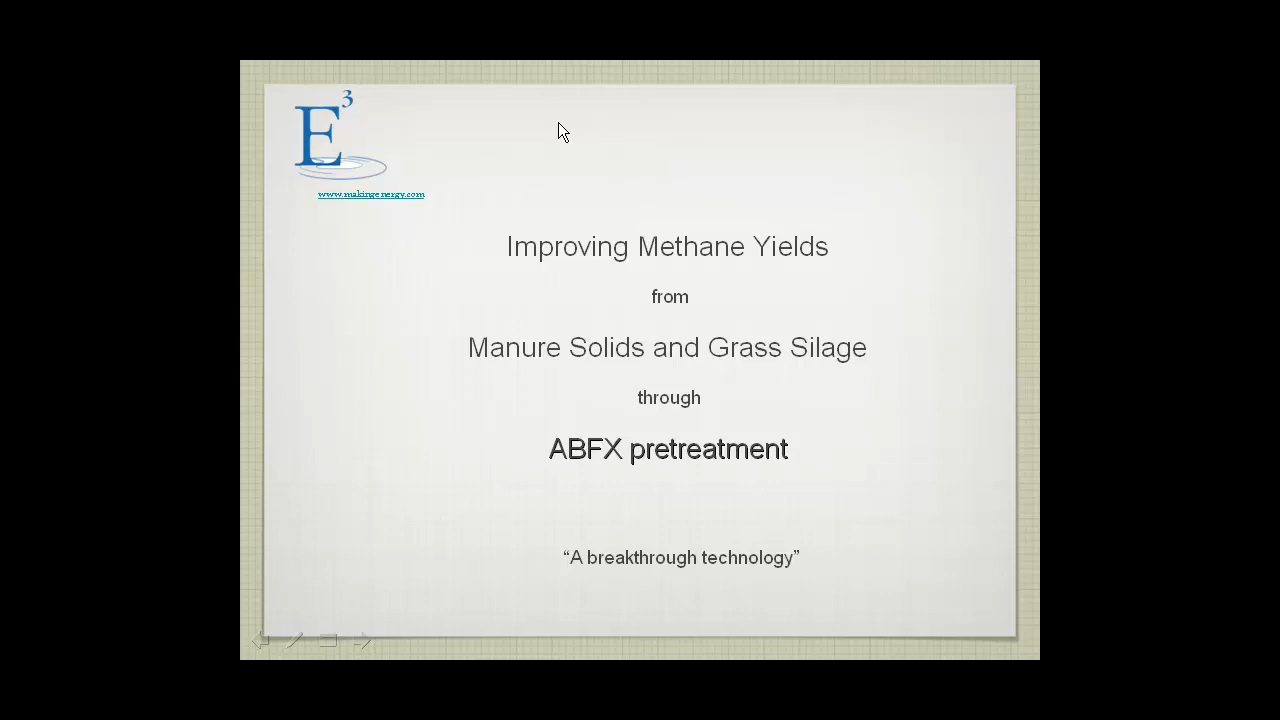 E3
www.makingenergy.com
Improving Methane Yields
from
Manure Solids and Grass Silage
through
ABFX pretreatment
“A breakthrough technology”